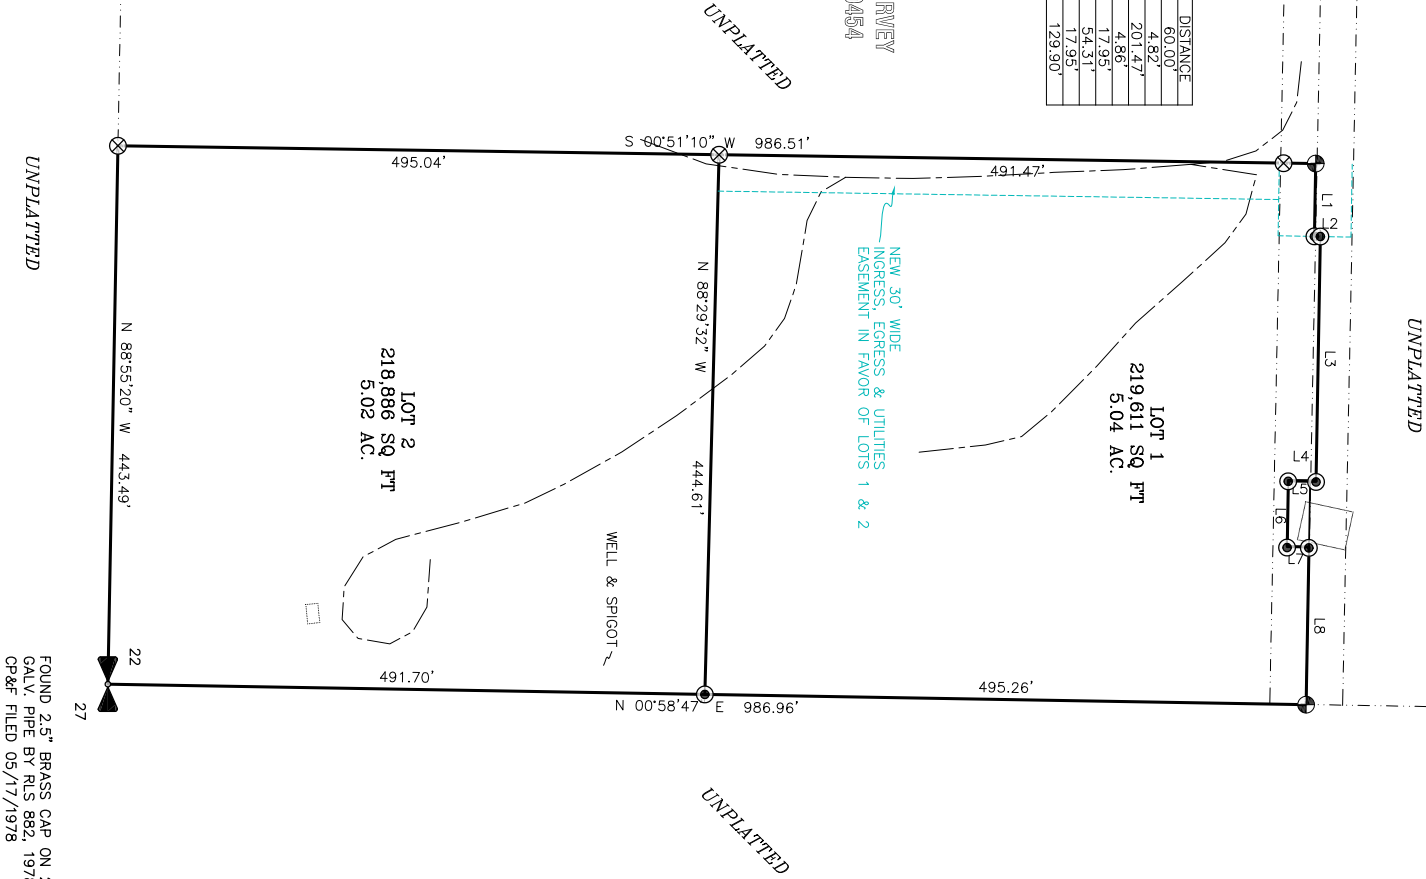 DISTANCE
60.00'
4.82'
201.47'
4.86'
17.95'
54.31'
17.95'
129.90'
RVEY
0454
UNPLATTED
UNPLATTED
UNPLATTED
UNPLATTED
S 00°51'10" W 986.51'
495.04'
491.47'
L1
L2
L3
L4
L5
L6
L7
L8
NEW 30' WIDE
INGRESS, EGRESS & UTILITIES
EASEMENT IN FAVOR OF LOTS 1 & 2
LOT 1
219,611 SQ FT
5.04 AC.
N 88°29'32" W
444.61'
LOT 2
218,886 SQ FT
5.02 AC.
N 88°55'20" W 443.49'
WELL & SPIGOT
491.70'
495.26'
N 00°58'47 E 986.96'
22
27
FOUND 2.5" BRASS CAP ON
GALV. PIPE BY RLS 882, 197
CP&F FILED 05/17/1978